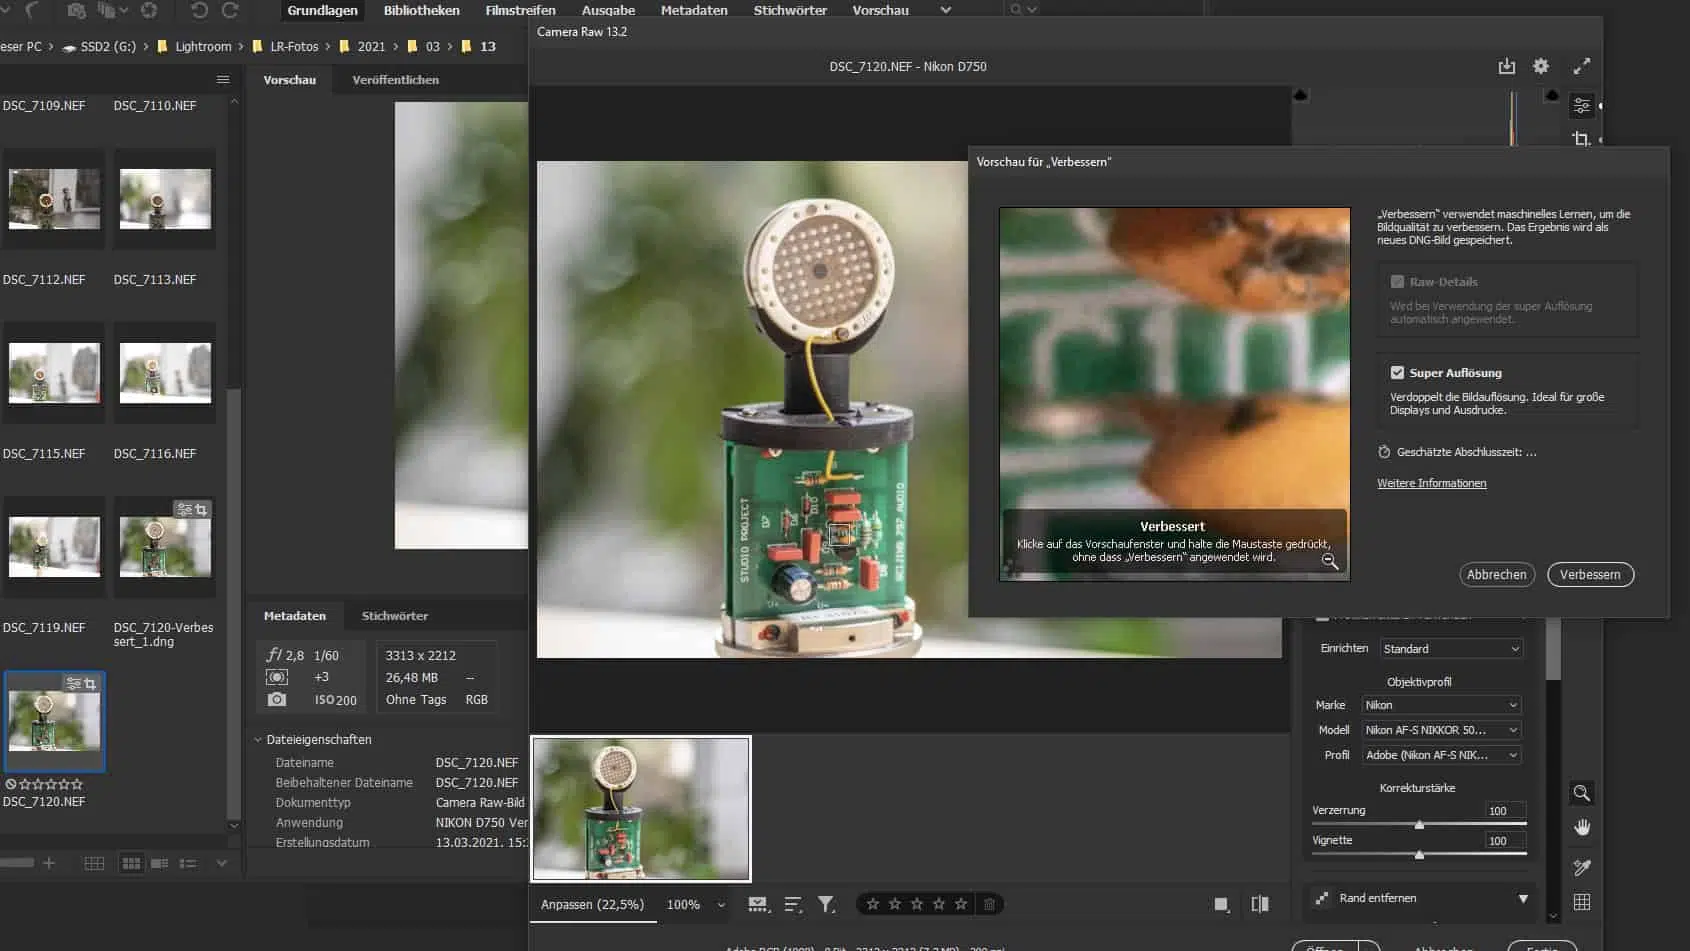 Grundlagen Bibliotheken Filmstreifen Ausgabe Metadaten Stichwörter Vorschau
eser PC > SSD2 (G:) > Lightroom > LR-Fotos > 2021 > 03 > 13
Camera Raw 13.2
DSC_7120.NEF - Nikon D750
Vorschau Veröffentlichen
DSC_7109.NEF DSC_7110.NEF
DSC_7112.NEF DSC_7113.NEF
DSC_7115.NEF DSC_7116.NEF
DSC_7119.NEF DSC_7120-Verbes
sert_1.dng
DSC_7120.NEF
Metadaten Stichwörter
f/ 2,8 1/60
+3
ISO 200
3313 x 2212
26,48 MB --
Ohne Tags RGB
Dateieigenschaften
Dateiname DSC_7120.NEF
Beibehaltener Dateiname DSC_7120.NEF
Dokumenttyp Camera Raw-Bild
Anwendung NIKON D750 Ver
Erstellungsdatum 13.03.2021, 15:
STUDIO PROJECT
D7
D6
D10
Vorschau für „Verbessern“
„Verbessern“ verwendet maschinelles Lernen, um die
Bildqualität zu verbessern. Das Ergebnis wird als
neues DNG-Bild gespeichert.
Raw-Details
Wird bei Verwendung der super Auflösung
automatisch angewendet.
Super Auflösung
Verdoppelt die Bildauflösung. Ideal für große
Displays und Ausdrucke.
Geschätzte Abschlusszeit: ...
Weitere Informationen
Verbessert
Klicke auf das Vorschaufenster und halte die Maustaste gedrückt,
ohne dass „Verbessern“ angewendet wird.
Abbrechen Verbessern
Einrichten Standard
Objektivprofil
Marke Nikon
Modell Nikon AF-S NIKKOR 50...
Profil Adobe (Nikon AF-S NIK...
Korrekturstärke
Verzerrung 100
Vignette 100
Rand entfernen
Anpassen (22,5%) 100%